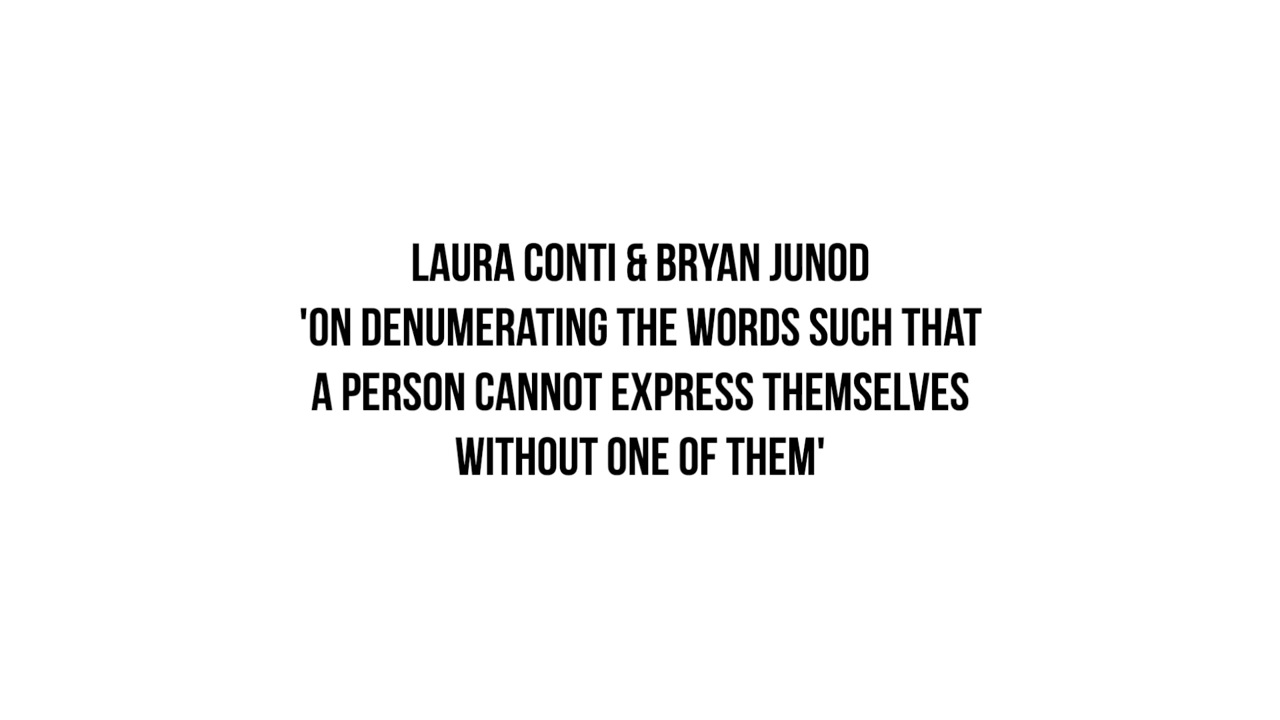 LAURA CONTI & BRYAN JUNOD
'ON DENUMERATING THE WORDS SUCH THAT
A PERSON CANNOT EXPRESS THEMSELVES
WITHOUT ONE OF THEM'